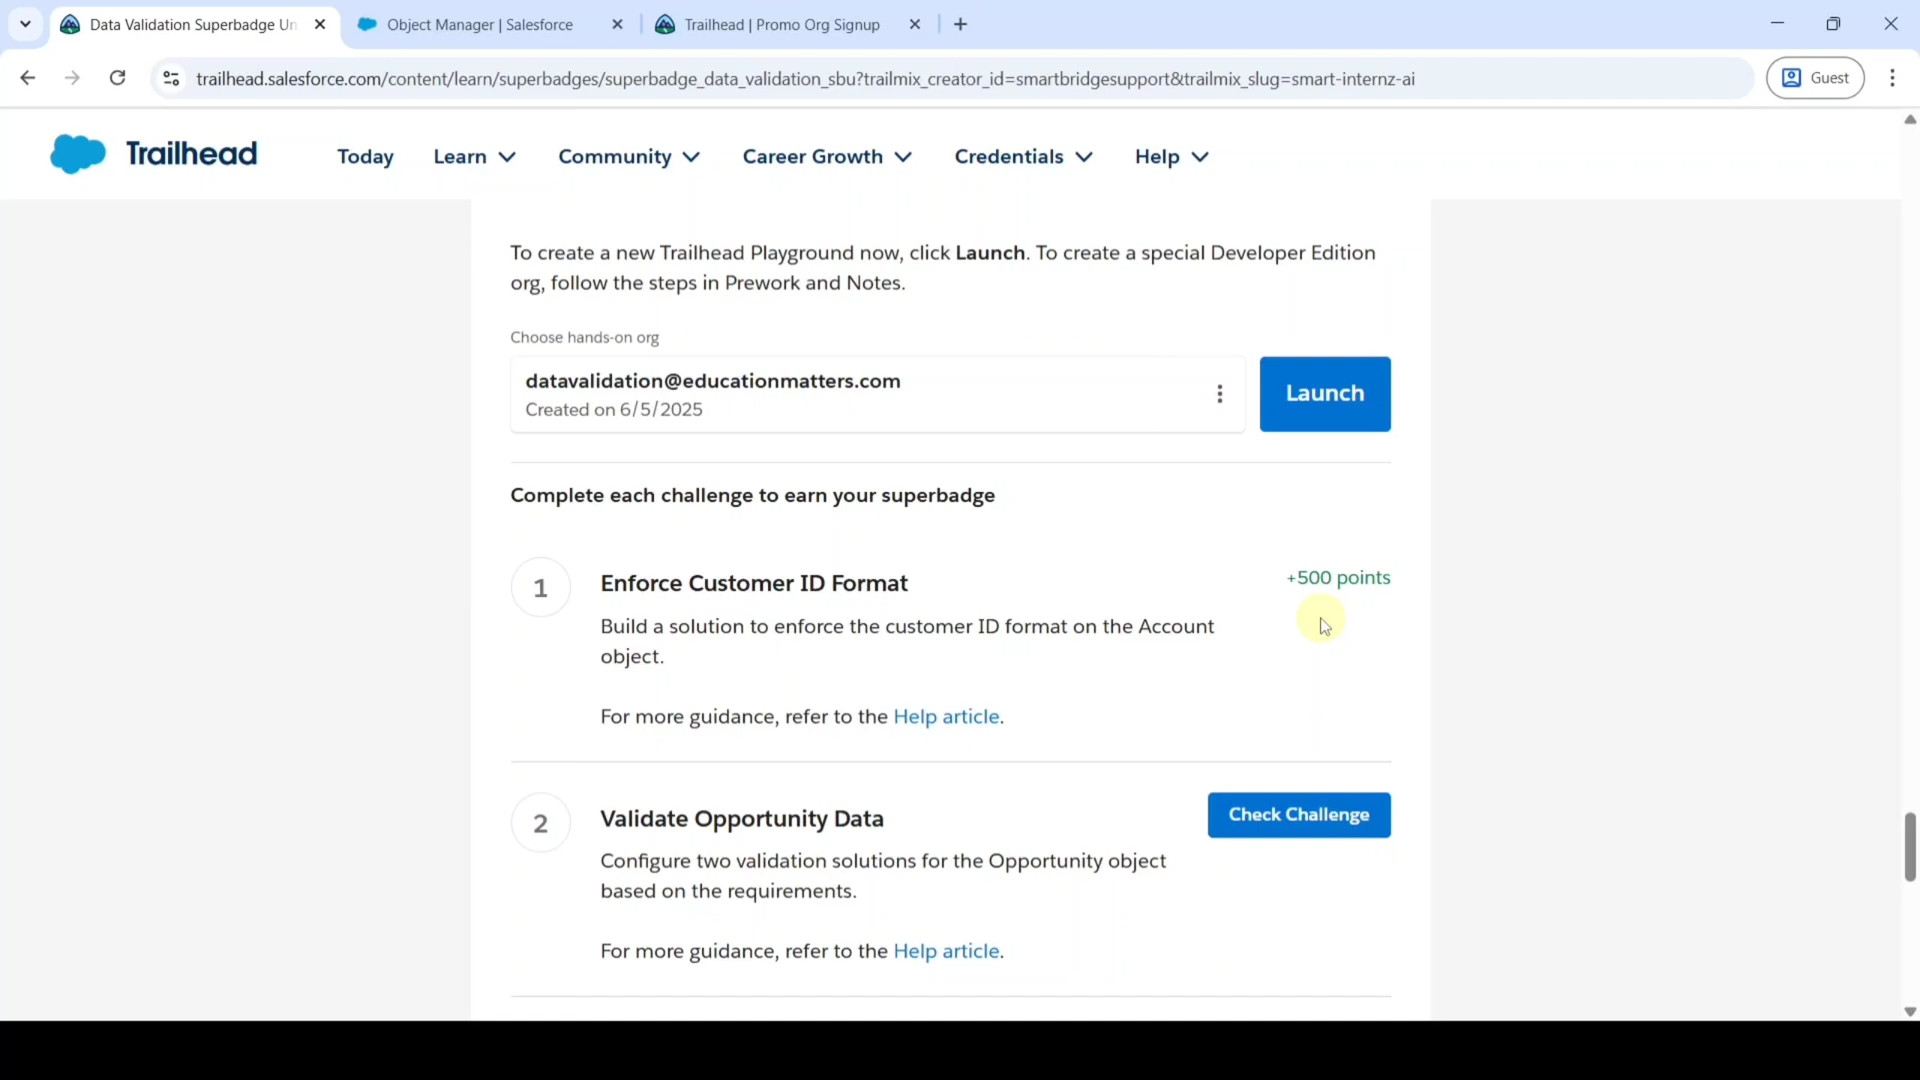 Data Validation Superbadge Un
Object Manager | Salesforce
Trailhead | Promo Org Signup
trailhead.salesforce.com/content/learn/superbadges/superbadge_data_validation_sbu?trailmix_creator_id=smartbridgesupport&trailmix_slug=smart-internz-ai
Guest
Trailhead
Today
Learn
Community
Career Growth
Credentials
Help
To create a new Trailhead Playground now, click Launch. To create a special Developer Edition
org, follow the steps in Prework and Notes.
Choose hands-on org
datavalidation@educationmatters.com
Created on 6/5/2025
Launch
Complete each challenge to earn your superbadge
1
Enforce Customer ID Format
+500 points
Build a solution to enforce the customer ID format on the Account
object.
For more guidance, refer to the Help article.
2
Validate Opportunity Data
Check Challenge
Configure two validation solutions for the Opportunity object
based on the requirements.
For more guidance, refer to the Help article.